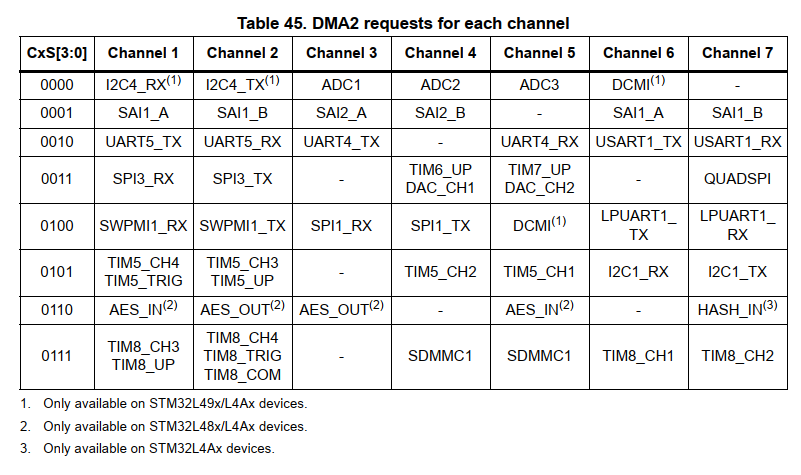 Table 45. DMA2 requests for each channel
CxS[3:0] Channel 1 Channel 2 Channel 3 Channel 4 Channel 5 Channel 6 Channel 7
0000 I2C4_RX(1) I2C4_TX(1) ADC1 ADC2 ADC3 DCMI(1) -
0001 SAI1_A SAI1_B SAI2_A SAI2_B - SAI1_A SAI1_B
0010 UART5_TX UART5_RX UART4_TX - UART4_RX USART1_TX USART1_RX
0011 SPI3_RX SPI3_TX - TIM6_UP DAC_CH1 TIM7_UP DAC_CH2 - QUADSPI
0100 SWPMI1_RX SWPMI1_TX SPI1_RX SPI1_TX DCMI(1) LPUART1_TX LPUART1_RX
0101 TIM5_CH4 TIM5_TRIG TIM5_CH3 TIM5_UP - TIM5_CH2 TIM5_CH1 I2C1_RX I2C1_TX
0110 AES_IN(2) AES_OUT(2) AES_OUT(2) - AES_IN(2) - HASH_IN(3)
0111 TIM8_CH3 TIM8_UP TIM8_CH4 TIM8_TRIG TIM8_COM - SDMMC1 SDMMC1 TIM8_CH1 TIM8_CH2
1. Only available on STM32L49x/L4Ax devices.
2. Only available on STM32L48x/L4Ax devices.
3. Only available on STM32L4Ax devices.